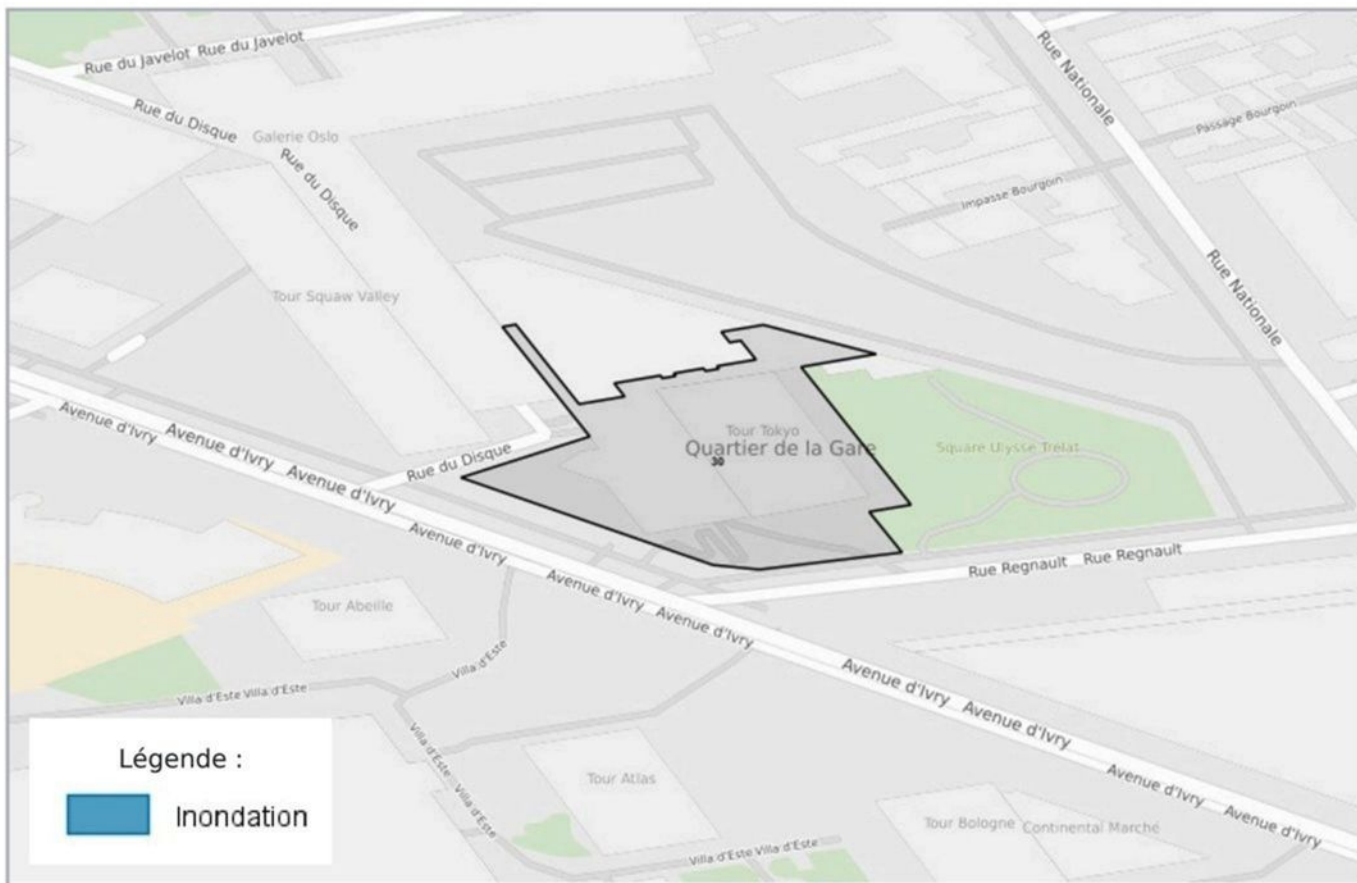 Rue du Javelot Rue du Javelot
Rue Nationale
Rue du Disque
Galerie Oslo
Passage Bourgoin
Rue du Disque
Impasse Bourgoin
Rue Nationale
Tour Squaw Valley
Avenue d'Ivry
Avenue d'Ivry
Avenue d'Ivry
Rue du Disque
Tour Tokyo
Quartier de la Gare
30
Square Ulysse Trelat
Avenue d'Ivry
Rue Regnault Rue Regnault
Avenue d'Ivry
Avenue d'Ivry
Tour Abeille
Villa d'Este
Villa d'Este Villa d'Este
Avenue d'Ivry
Avenue d'Ivry
Villa d'Este
Villa d'Este
Tour Atlas
Avenue d'Ivry
Avenue d'Ivry
Tour Bologne
Continental Marché
Villa d'Este Villa d'Este
Légende :
Inondation